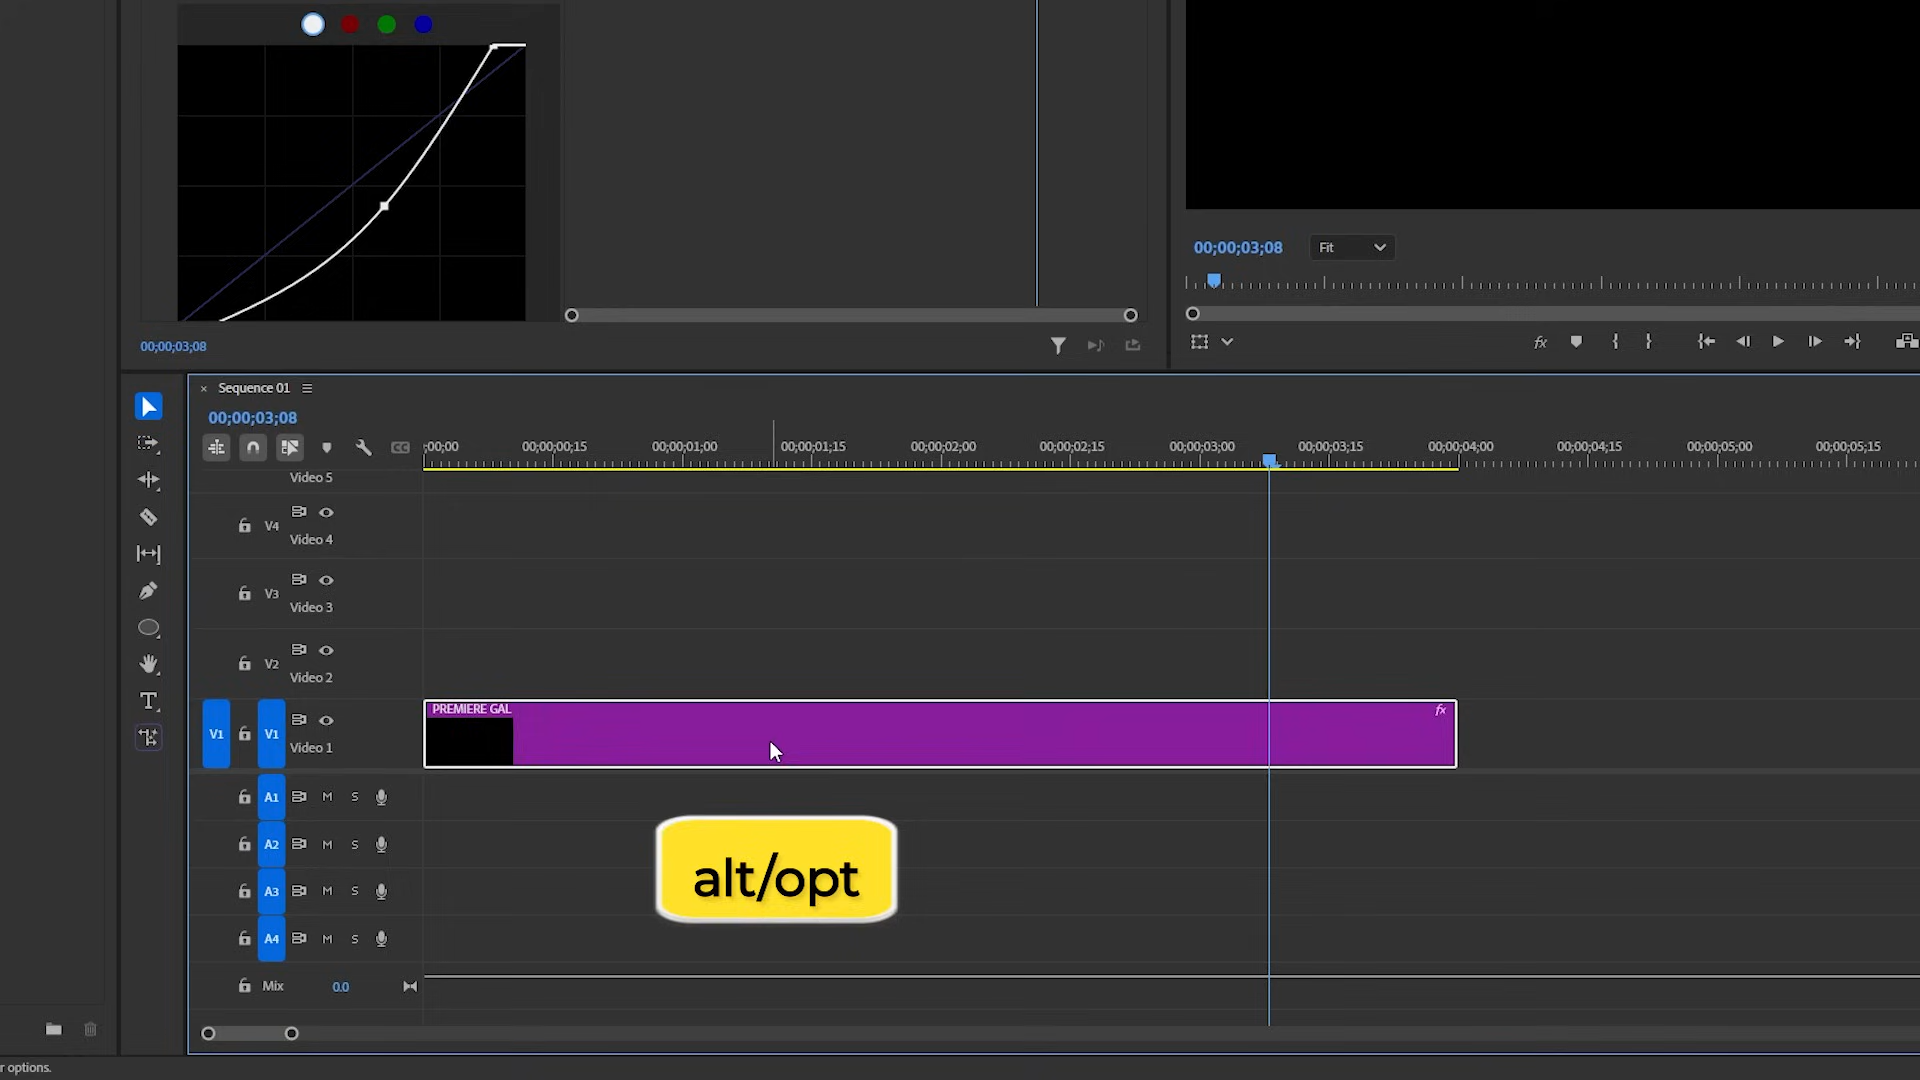 00;00;03;08
Fit
fx
00;00;03;08
× Sequence 01
00;00;03;08
;00;00 00;00;00;15 00;00;01;00 00;00;01;15 00;00;02;00 00;00;02;15 00;00;03;00 00;00;03;15 00;00;04;00 00;00;04;15 00;00;05;00 00;00;05;15
CC
Video 5
V4
Video 4
V3
Video 3
V2
Video 2
PREMIERE GAL fx
V1 V1
Video 1
A1 M S
A2 M S
A3 M S
A4 M S
alt/opt
Mix 0.0
T
r options.